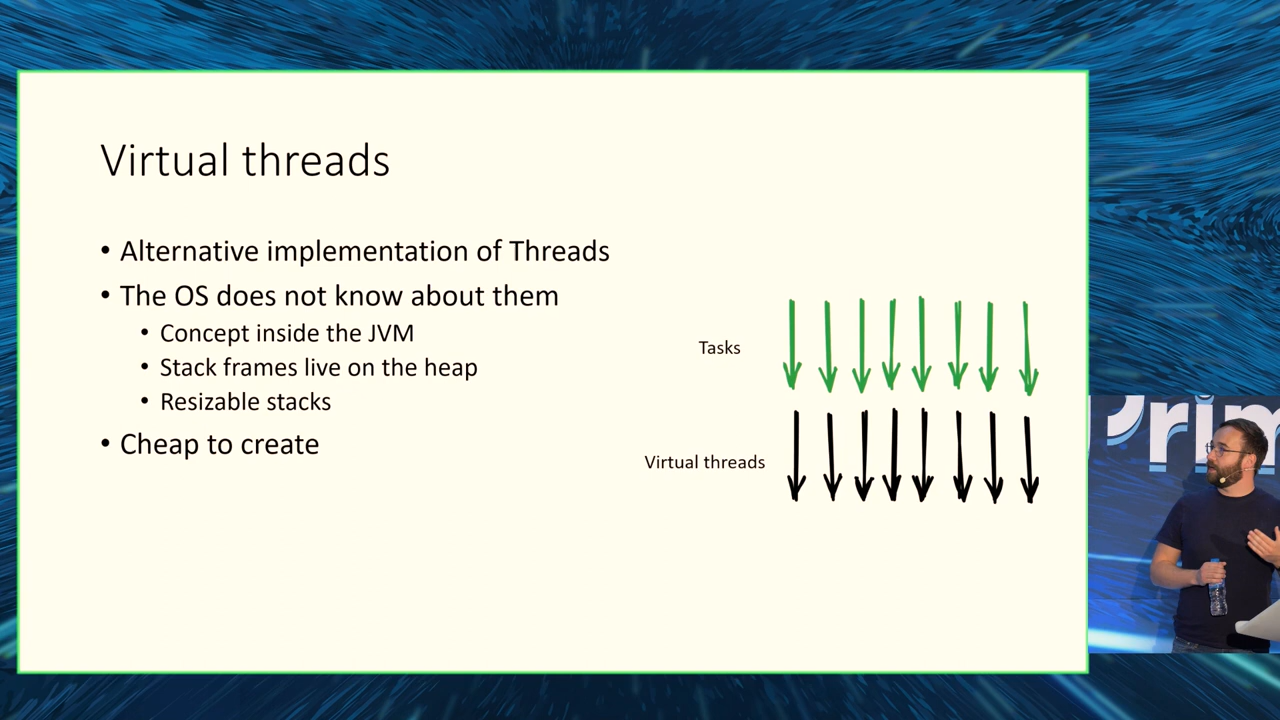 Virtual threads
• Alternative implementation of Threads
• The OS does not know about them
• Concept inside the JVM
• Stack frames live on the heap
• Resizable stacks
• Cheap to create
Tasks
Virtual threads